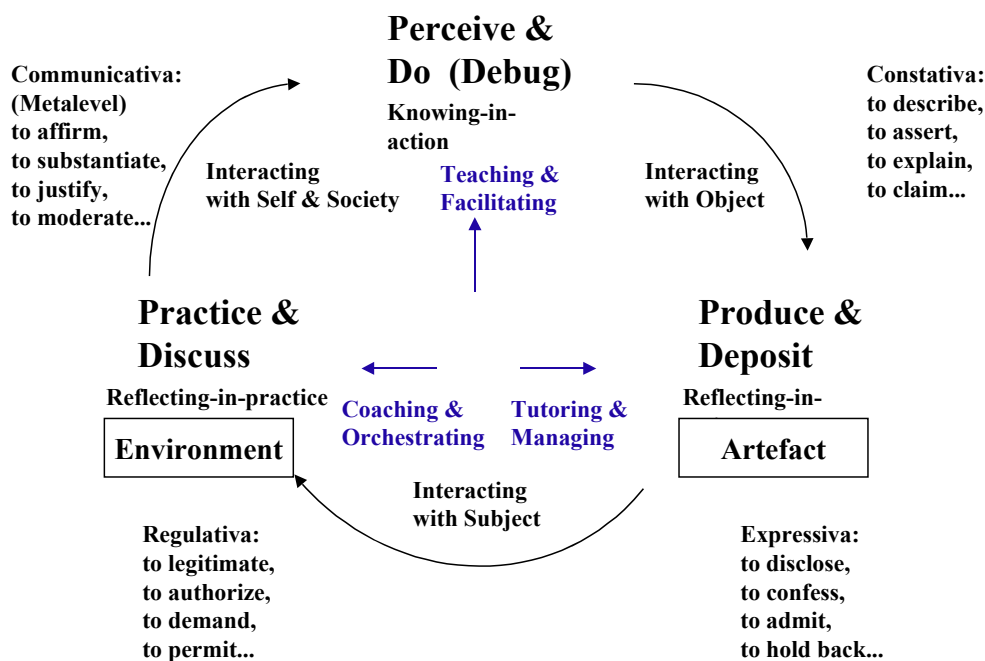 Perceive &
Do (Debug)
Knowing-in-
action
Teaching &
Facilitating
Communicativa:
(Metalevel)
to affirm,
to substantiate,
to justify,
to moderate...
Interacting
with Self & Society
Interacting
with Object
Constativa:
to describe,
to assert,
to explain,
to claim...
Practice &
Discuss
Reflecting-in-practice
Environment
Coaching &
Orchestrating
Tutoring &
Managing
Produce &
Deposit
Reflecting-in-
Artefact
Interacting
with Subject
Regulativa:
to legitimate,
to authorize,
to demand,
to permit...
Expressiva:
to disclose,
to confess,
to admit,
to hold back...